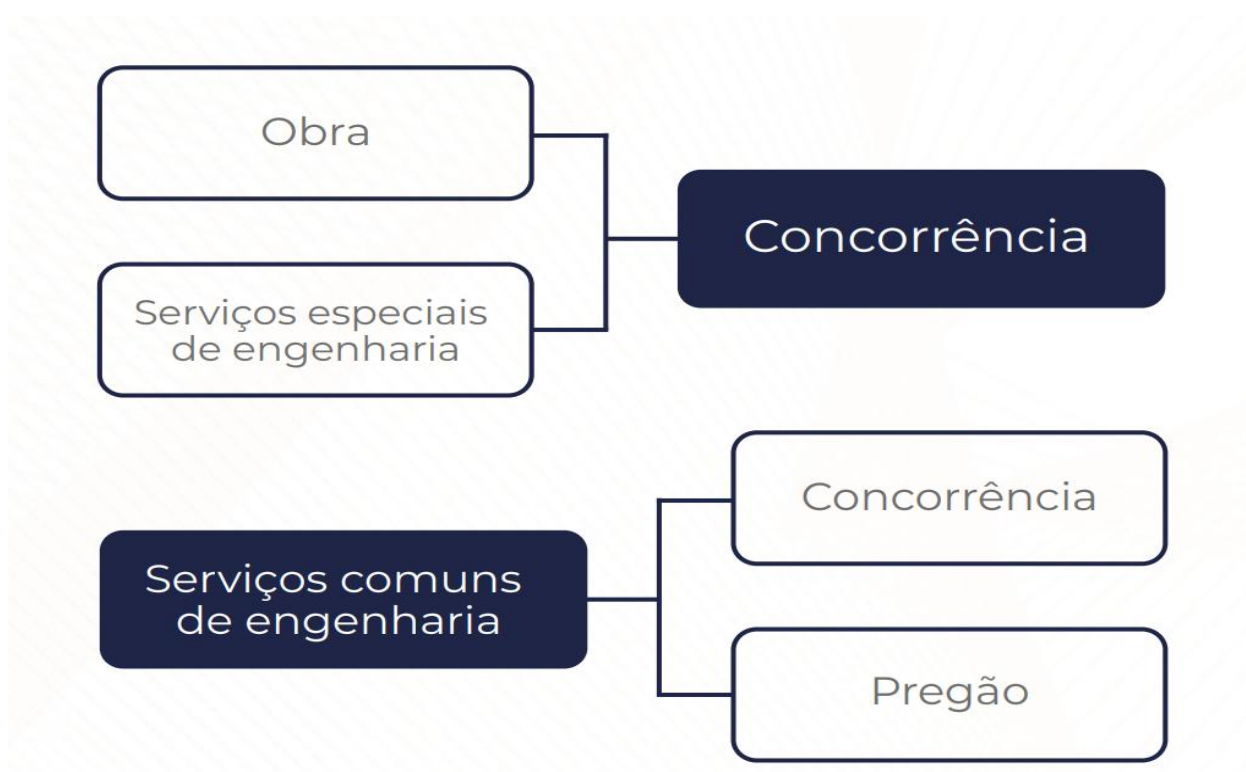 Obra
Concorrência
Serviços especiais
de engenharia
Concorrência
Serviços comuns
de engenharia
Pregão